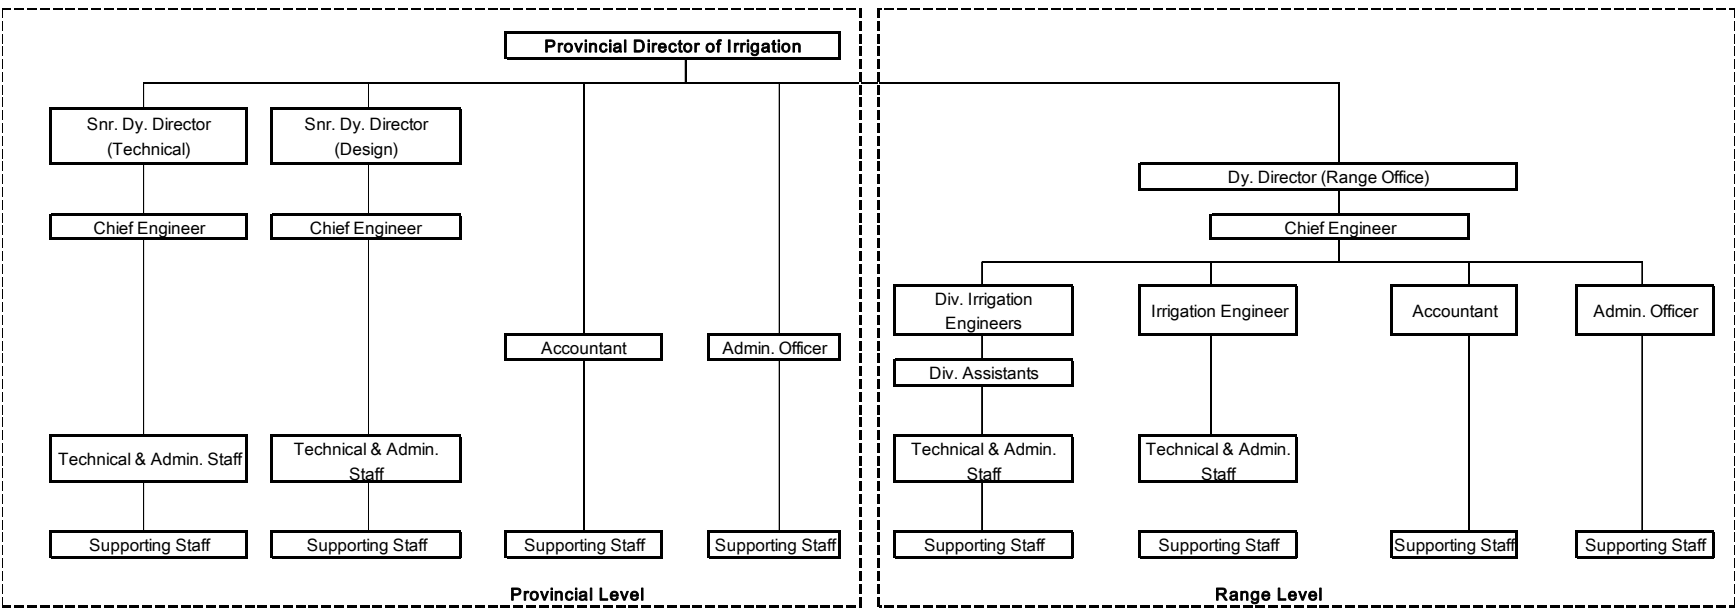 Provincial Director of Irrigation
Snr. Dy. Director
(Technical)
Snr. Dy. Director
(Design)
Dy. Director (Range Office)
Chief Engineer
Chief Engineer
Chief Engineer
Div. Irrigation
Engineers
Irrigation Engineer
Accountant
Admin. Officer
Accountant
Admin. Officer
Div. Assistants
Technical & Admin. Staff
Technical & Admin.
Staff
Technical & Admin.
Staff
Technical & Admin.
Staff
Supporting Staff
Supporting Staff
Supporting Staff
Supporting Staff
Supporting Staff
Supporting Staff
Supporting Staff
Supporting Staff
Provincial Level
Range Level